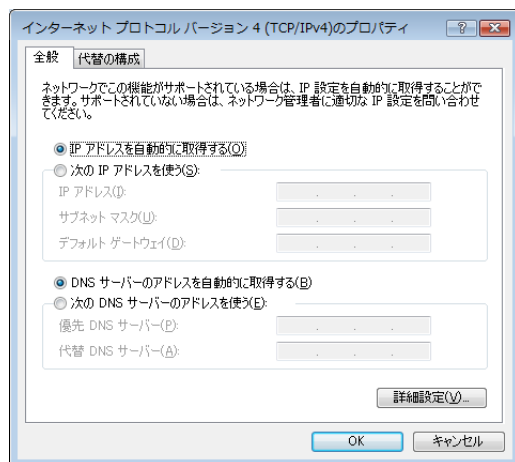 インターネット プロトコル バージョン 4 (TCP/IPv4)のプロパティ
全般
代替の構成
ネットワークでこの機能がサポートされている場合は、IP 設定を自動的に取得することがで
きます。サポートされていない場合は、ネットワーク管理者に適切な IP 設定を問い合わせ
てください。
IP アドレスを自動的に取得する(O)
次の IP アドレスを使う(S):
IP アドレス(I):
サブネット マスク(U):
デフォルト ゲートウェイ(D):
DNS サーバーのアドレスを自動的に取得する(B)
次の DNS サーバーのアドレスを使う(E):
優先 DNS サーバー(P):
代替 DNS サーバー(A):
詳細設定(V)...
OK
キャンセル